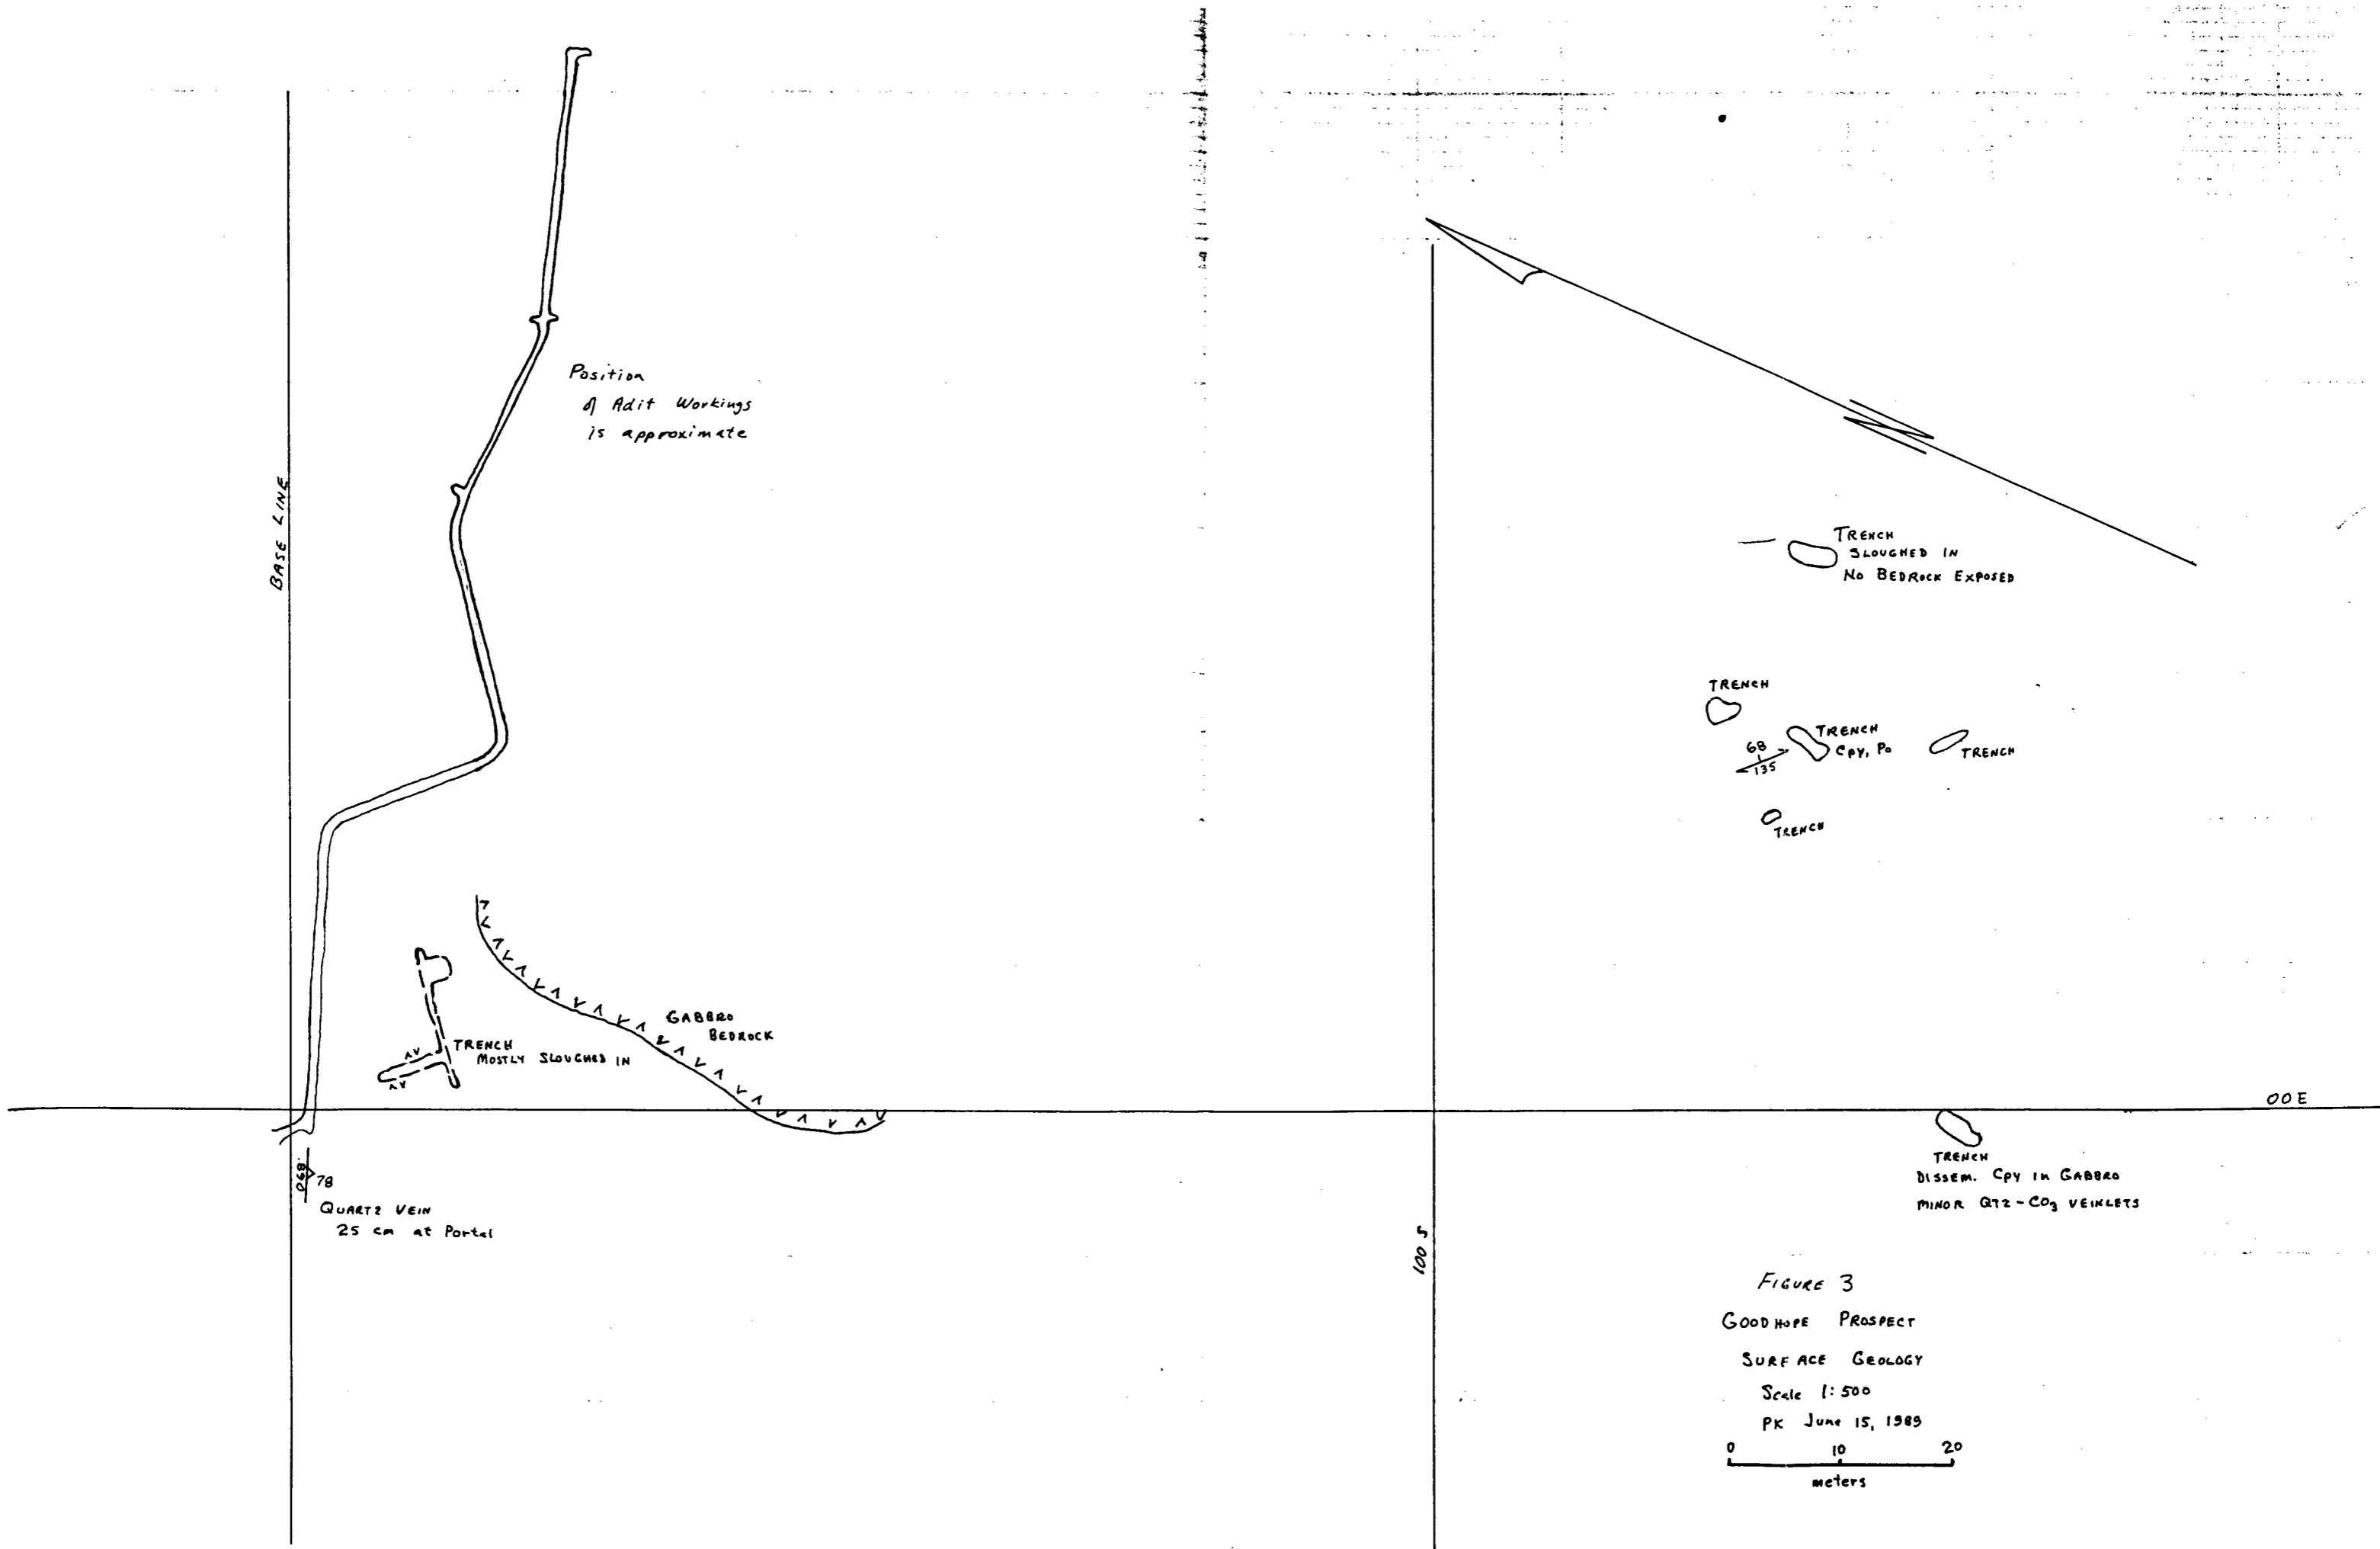 Position
of Adit Workings
is approximate
BASE LINE
N
TRENCH
SLOUGHED IN
NO BEDROCK EXPOSED
TRENCH
TRENCH
CPY, Po
68
135
TRENCH
TRENCH
GABBRO
BEDROCK
TRENCH
MOSTLY SLOUGHED IN
00 E
068
78
QUARTZ VEIN
25 cm at Portal
100 S
TRENCH
DISSEM. CPY IN GABBRO
MINOR QTZ-CO3 VEINLETS
FIGURE 3
GOODHOPE PROSPECT
SURFACE GEOLOGY
Scale 1:500
PK June 15, 1989
0 10 20
meters